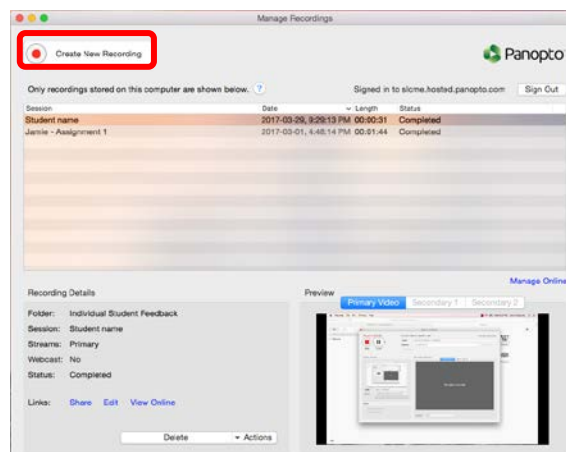 Manage Recordings
Create New Recording
Panopto
Only recordings stored on this computer are shown below. ?
Signed in to slcme.hosted.panopto.com Sign Out
Session Date Length Status
Student name 2017-03-29, 9:29:13 PM 00:00:31 Completed
Jamie - Assignment 1 2017-03-01, 4:48:14 PM 00:01:44 Completed
Manage Online
Recording Details
Preview
Primary Video Secondary 1 Secondary 2
Folder: Individual Student Feedback
Session: Student name
Streams: Primary
Webcast: No
Status: Completed
Links: Share Edit View Online
Delete Actions